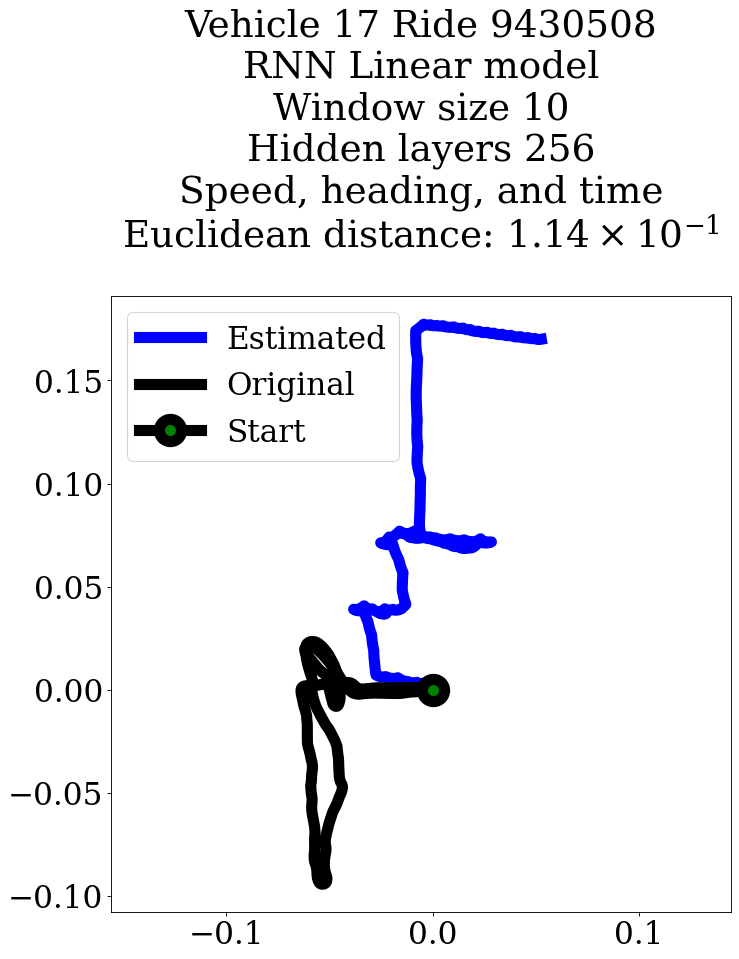 Vehicle 17 Ride 9430508
RNN Linear model
Window size 10
Hidden layers 256
Speed, heading, and time
Euclidean distance: 1.14 × 10⁻¹
Estimated
Original
Start
0.15
0.10
0.05
0.00
−0.05
−0.10
−0.1 0.0 0.1